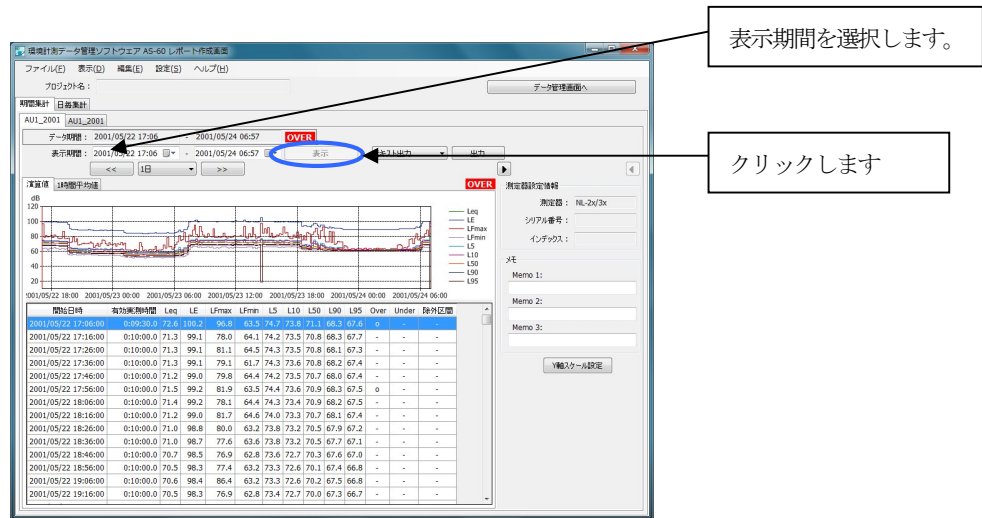 表示期間を選択します。
環境計測データ管理ソフトウェア AS-60 レポート作成画面
ファイル(F) 表示(D) 編集(E) 設定(S) ヘルプ(H)
プロジェクト名: データ管理画面へ
期間集計 日毎集計
AU1_2001 AU1_2001
データ期間: 2001/05/22 17:06 - 2001/05/24 06:57 OVER
表示期間: 2001/05/22 17:06 - 2001/05/24 06:57 表示 テキスト出力 出力
クリックします
<< 1日 >>
演算値 1時間平均値 OVER
dB
120
100
80
60
40
20
Leq
LE
LFmax
LFmin
L5
L10
L50
L90
L95
2001/05/22 18:00 2001/05/23 00:00 2001/05/23 06:00 2001/05/23 12:00 2001/05/23 18:00 2001/05/24 00:00 2001/05/24 06:00
測定器設定情報
測定器: NL-2x/3x
シリアル番号:
インデックス:
メモ
Memo 1:
Memo 2:
Memo 3:
Y軸スケール設定
開始日時 有効実測時間 Leq LE LFmax LFmin L5 L10 L50 L90 L95 Over Under 除外区間
2001/05/22 17:06:00 0:09:30.0 72.6 100.2 96.8 63.5 74.7 73.8 71.1 68.3 67.6 o - -
2001/05/22 17:16:00 0:10:00.0 71.3 99.1 78.0 64.1 74.2 73.5 70.8 68.3 67.7 - - -
2001/05/22 17:26:00 0:10:00.0 71.3 99.1 81.1 64.5 74.3 73.5 70.8 68.1 67.3 - - -
2001/05/22 17:36:00 0:10:00.0 71.3 99.1 79.1 61.7 74.3 73.6 70.8 68.2 67.4 - - -
2001/05/22 17:46:00 0:10:00.0 71.2 99.0 79.8 64.4 74.2 73.5 70.7 68.0 67.4 - - -
2001/05/22 17:56:00 0:10:00.0 71.5 99.2 81.9 63.5 74.4 73.6 70.9 68.3 67.5 o - -
2001/05/22 18:06:00 0:10:00.0 71.4 99.2 78.1 64.4 74.3 73.4 70.9 68.2 67.5 - - -
2001/05/22 18:16:00 0:10:00.0 71.2 99.0 81.7 64.6 74.0 73.3 70.7 68.1 67.4 - - -
2001/05/22 18:26:00 0:10:00.0 71.0 98.8 80.0 63.2 73.8 73.2 70.5 67.9 67.2 - - -
2001/05/22 18:36:00 0:10:00.0 71.0 98.7 77.6 63.6 73.8 73.2 70.5 67.7 67.1 - - -
2001/05/22 18:46:00 0:10:00.0 70.7 98.5 76.9 62.8 73.6 72.7 70.3 67.6 67.0 - - -
2001/05/22 18:56:00 0:10:00.0 70.5 98.3 77.4 63.2 73.3 72.6 70.1 67.4 66.8 - - -
2001/05/22 19:06:00 0:10:00.0 70.6 98.4 86.4 63.2 73.3 72.6 70.2 67.5 66.8 - - -
2001/05/22 19:16:00 0:10:00.0 70.5 98.3 76.9 62.8 73.4 72.7 70.0 67.3 66.7 - - -